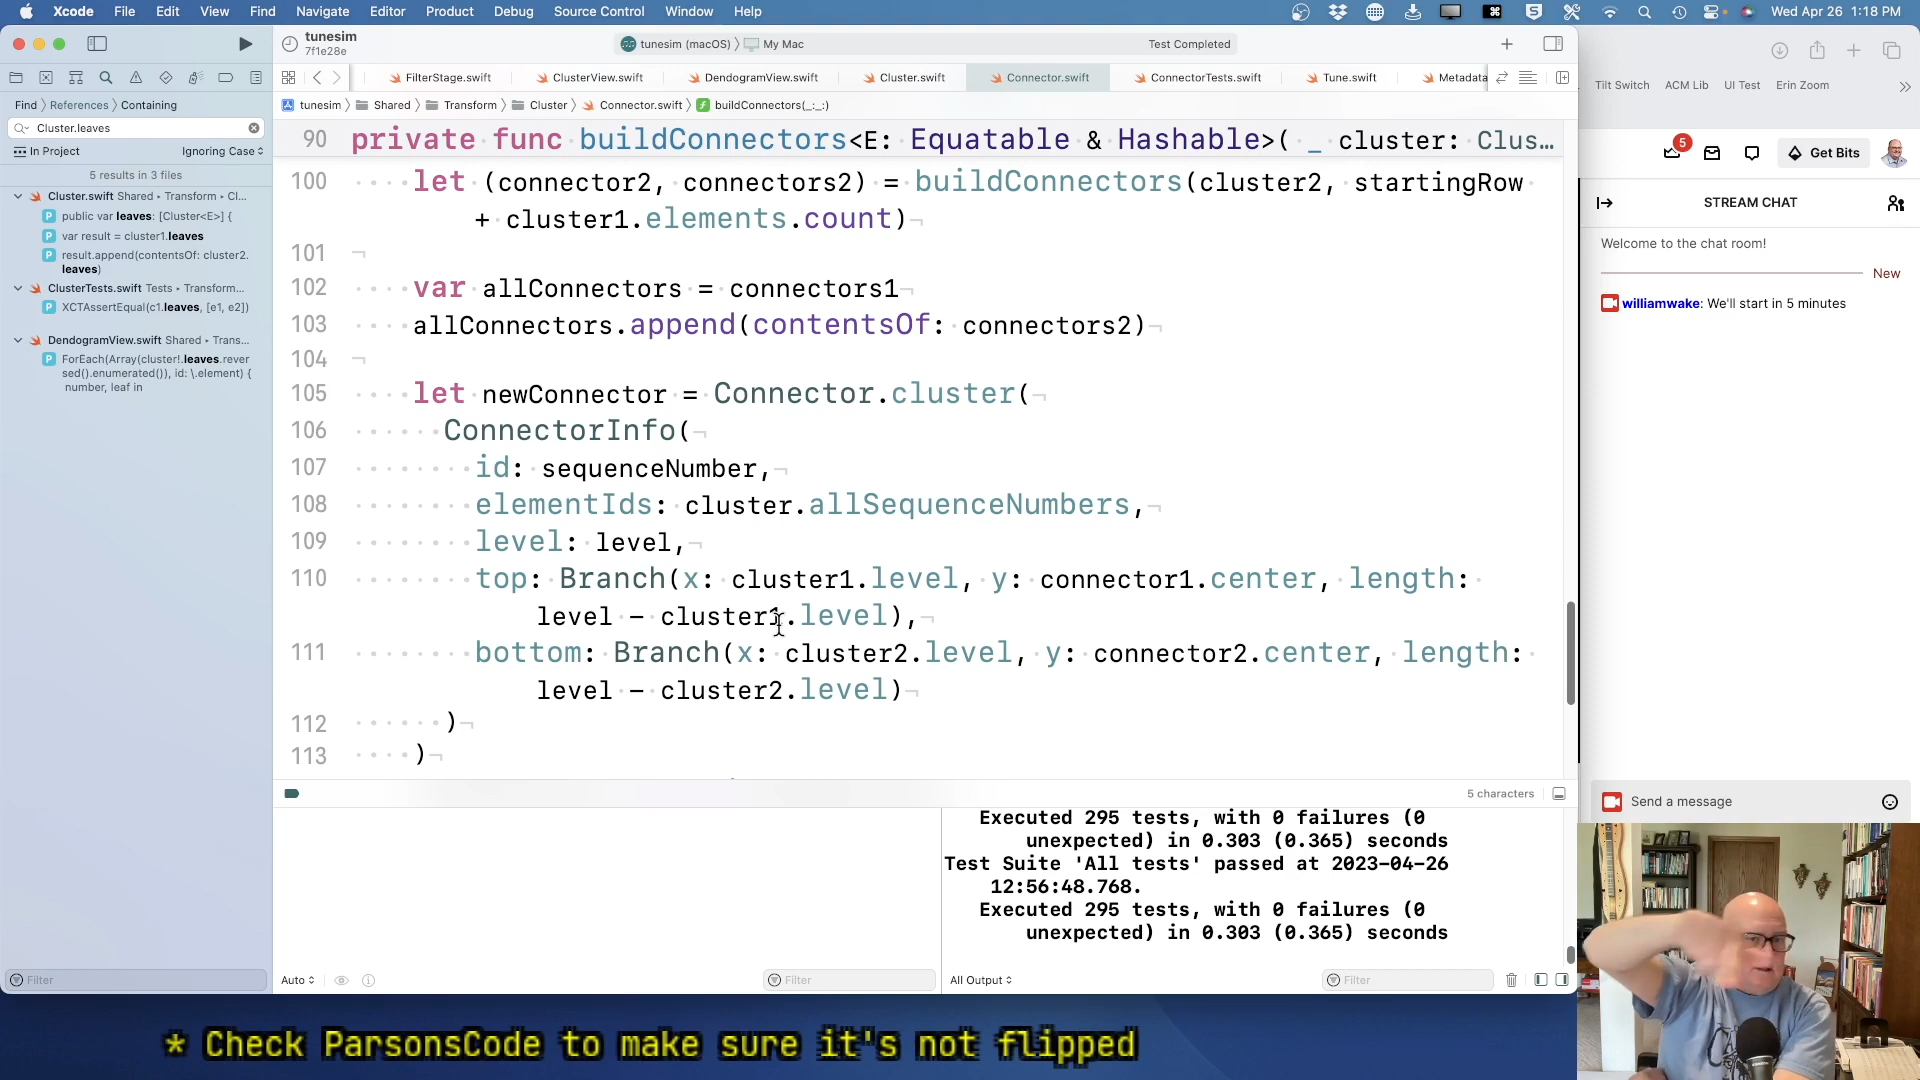 Xcode File Edit View Find Navigate Editor Product Debug Source Control Window Help
Wed Apr 26 1:18 PM
tunesim
7f1e28e
tunesim (macOS) 〉 My Mac
Test Completed
FilterStage.swift ClusterView.swift DendogramView.swift Cluster.swift Connector.swift ConnectorTests.swift Tune.swift Metadata
Find 〉 References 〉 Containing
tunesim 〉 Shared 〉 Transform 〉 Cluster 〉 Connector.swift 〉 buildConnectors(_:_:)
Cluster.leaves
In Project
Ignoring Case
5 results in 3 files
Cluster.swift Shared ▸ Transform ▸ Cl...
public var leaves: [Cluster<E>] {
var result = cluster1.leaves
result.append(contentsOf: cluster2.
leaves)
ClusterTests.swift Tests ▸ Transform...
XCTAssertEqual(c1.leaves, [e1, e2])
DendogramView.swift Shared ▸ Trans...
ForEach(Array(cluster!.leaves.rever
sed().enumerated()), id: \.element) {
number, leaf in
Filter
90 private func buildConnectors<E: Equatable & Hashable>( _ cluster: Clus…
100 let (connector2, connectors2) = buildConnectors(cluster2, startingRow
+ cluster1.elements.count)¬
101 ¬
102 var allConnectors = connectors1¬
103 allConnectors.append(contentsOf: connectors2)¬
104 ¬
105 let newConnector = Connector.cluster(¬
106 ConnectorInfo(¬
107 id: sequenceNumber,¬
108 elementIds: cluster.allSequenceNumbers,¬
109 level: level,¬
110 top: Branch(x: cluster1.level, y: connector1.center, length:
level - cluster1.level),¬
111 bottom: Branch(x: cluster2.level, y: connector2.center, length:
level - cluster2.level)¬
112 )¬
113 )¬
5 characters
Executed 295 tests, with 0 failures (0
unexpected) in 0.303 (0.365) seconds
Test Suite 'All tests' passed at 2023-04-26
12:56:48.768.
Executed 295 tests, with 0 failures (0
unexpected) in 0.303 (0.365) seconds
Auto
Filter
All Output
Filter
Tilt Switch ACM Lib UI Test Erin Zoom
5
Get Bits
STREAM CHAT
Welcome to the chat room!
New
williamwake: We'll start in 5 minutes
Send a message
* Check ParsonsCode to make sure it's not flipped